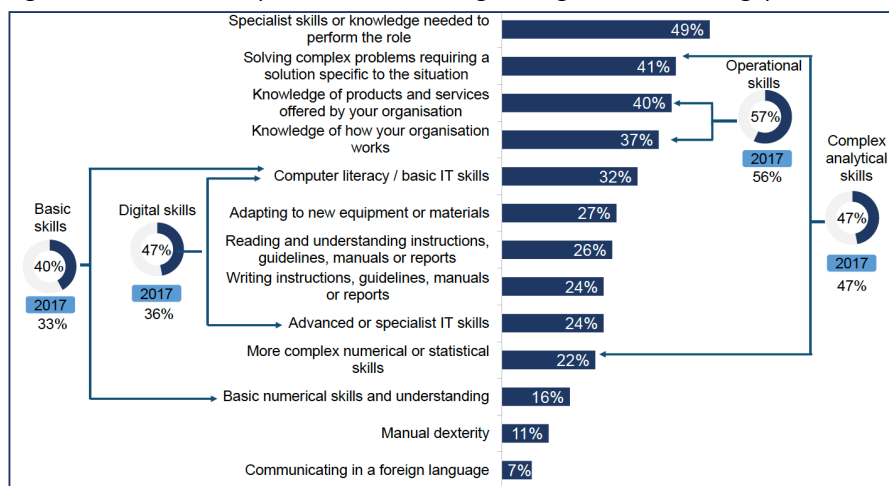 Specialist skills or knowledge needed to
perform the role
49%
Solving complex problems requiring a
solution specific to the situation
41%
Knowledge of products and services
offered by your organisation
40%
Knowledge of how your organisation
works
37%
Computer literacy / basic IT skills
32%
Adapting to new equipment or materials
27%
Reading and understanding instructions,
guidelines, manuals or reports
26%
Writing instructions, guidelines, manuals
or reports
24%
Advanced or specialist IT skills
24%
More complex numerical or statistical
skills
22%
Basic numerical skills and understanding
16%
Manual dexterity
11%
Communicating in a foreign language
7%
Basic
skills
40%
2017
33%
Digital skills
47%
2017
36%
Operational
skills
57%
2017
56%
Complex
analytical
skills
47%
2017
47%